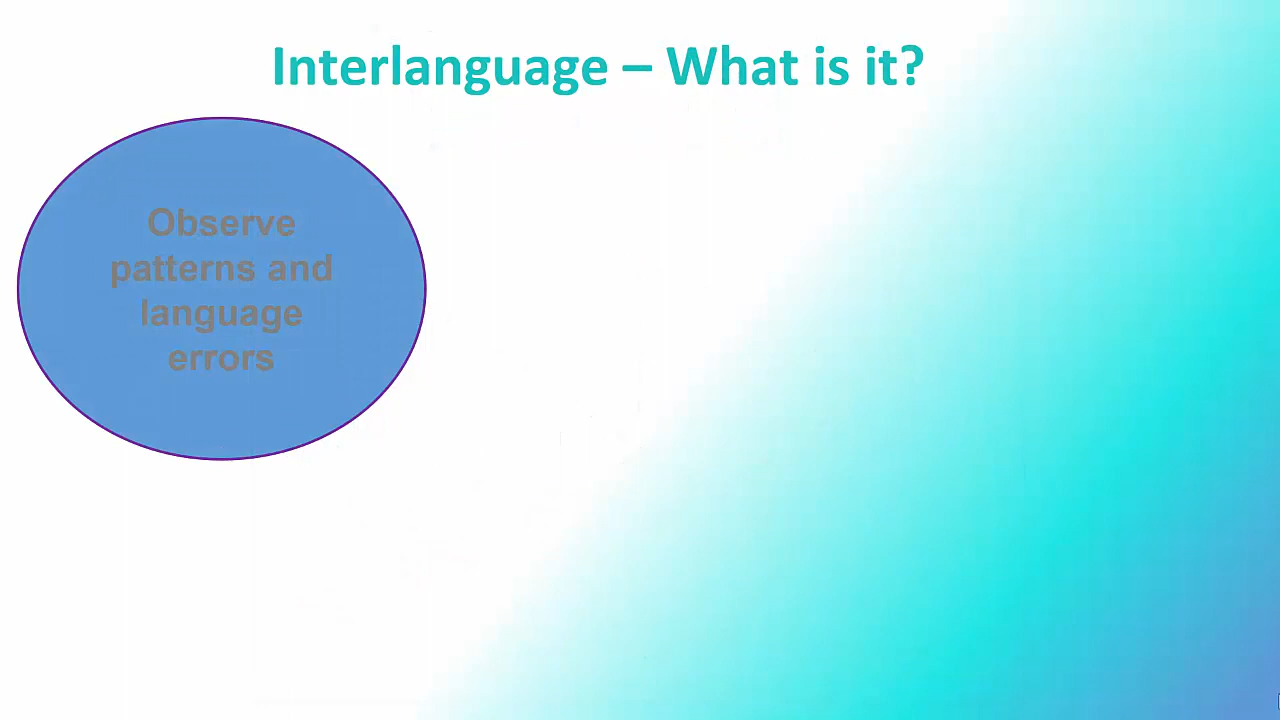 Interlanguage – What is it?
Observe
patterns and
language
errors